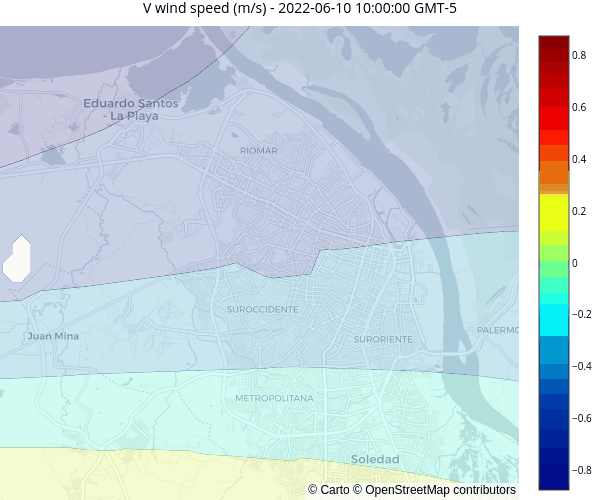 V wind speed (m/s) - 2022-06-10 10:00:00 GMT-5
0.8
0.6
0.4
0.2
0
−0.2
−0.4
−0.6
−0.8
Eduardo Santos
- La Playa
RIOMAR
SUROCCIDENTE
Juan Mina
SURORIENTE
PALERMO
METROPOLITANA
Soledad
© Carto © OpenStreetMap contributors